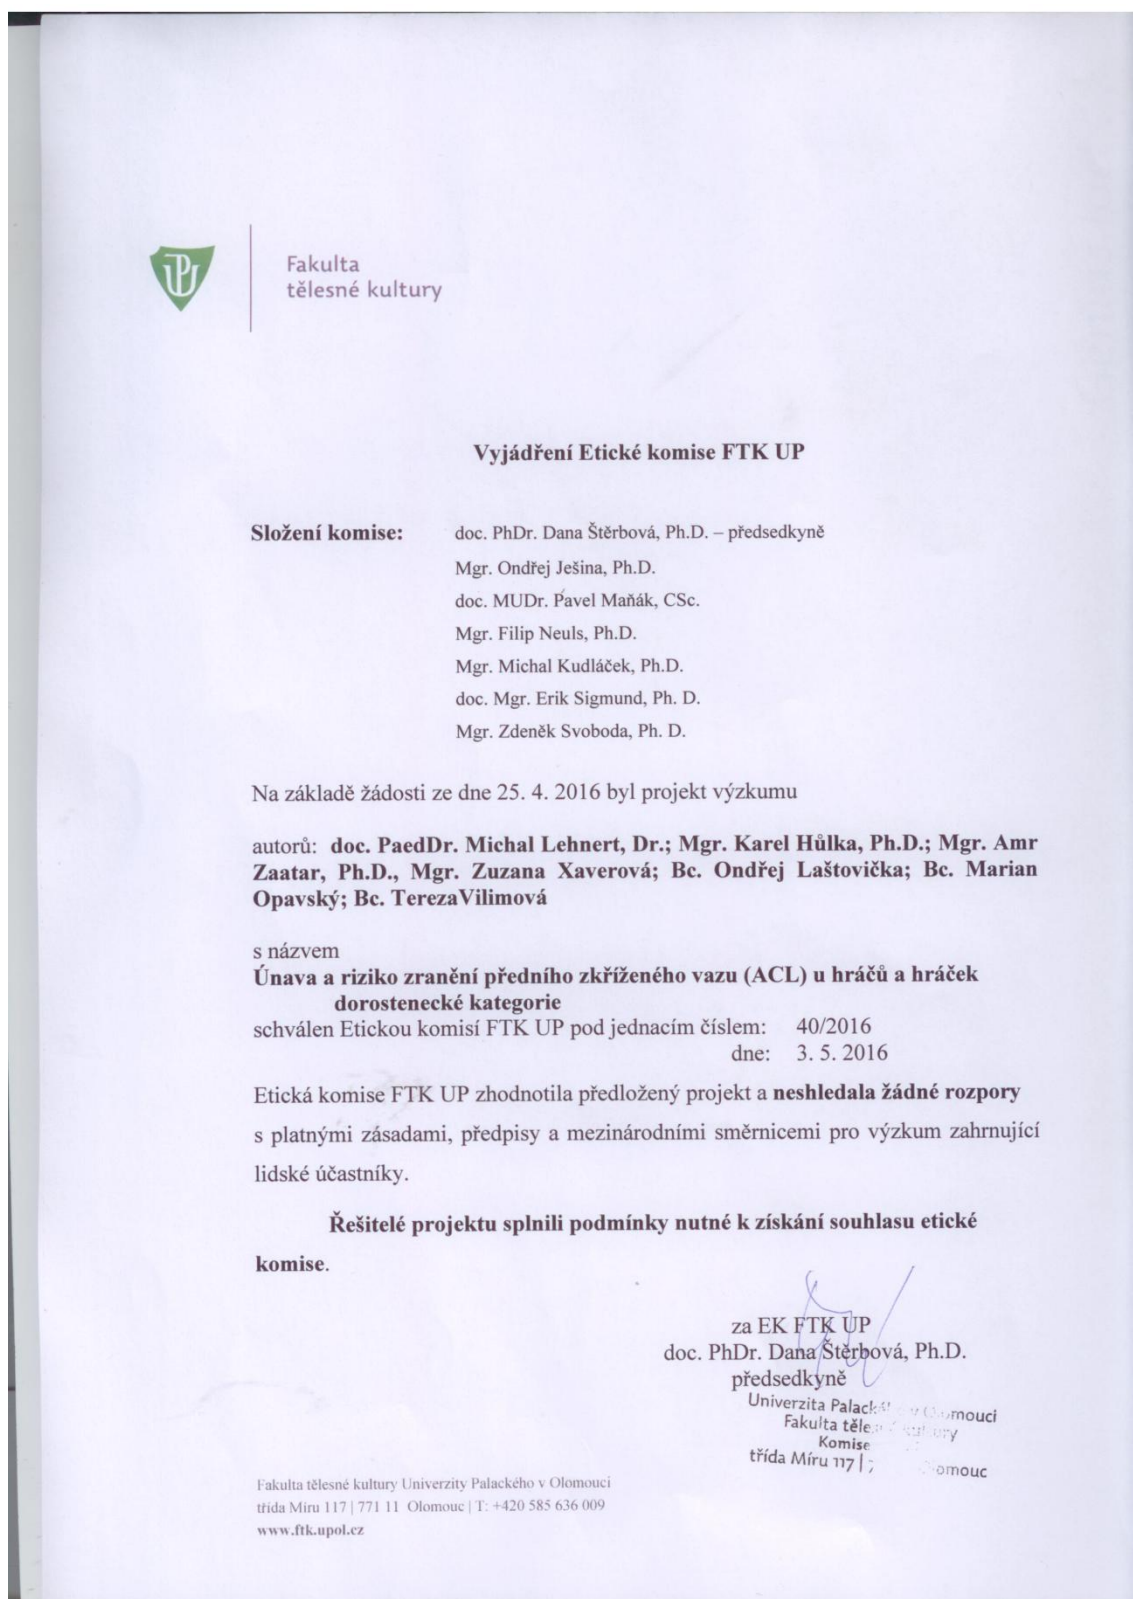 UP
Fakulta
tělesné kultury
Vyjádření Etické komise FTK UP
Složení komise: doc. PhDr. Dana Štěrbová, Ph.D. – předsedkyně
Mgr. Ondřej Ješina, Ph.D.
doc. MUDr. Pavel Maňák, CSc.
Mgr. Filip Neuls, Ph.D.
Mgr. Michal Kudláček, Ph.D.
doc. Mgr. Erik Sigmund, Ph. D.
Mgr. Zdeněk Svoboda, Ph. D.
Na základě žádosti ze dne 25. 4. 2016 byl projekt výzkumu
autorů: doc. PaedDr. Michal Lehnert, Dr.; Mgr. Karel Hůlka, Ph.D.; Mgr. Amr
Zaatar, Ph.D., Mgr. Zuzana Xaverová; Bc. Ondřej Laštovička; Bc. Marian
Opavský; Bc. TerezaVilimová
s názvem
Únava a riziko zranění předního zkříženého vazu (ACL) u hráčů a hráček
dorostenecké kategorie
schválen Etickou komisí FTK UP pod jednacím číslem: 40/2016
dne: 3. 5. 2016
Etická komise FTK UP zhodnotila předložený projekt a neshledala žádné rozpory
s platnými zásadami, předpisy a mezinárodními směrnicemi pro výzkum zahrnující
lidské účastníky.
Řešitelé projektu splnili podmínky nutné k získání souhlasu etické
komise.
za EK FTK UP
doc. PhDr. Dana Štěrbová, Ph.D.
předsedkyně
Univerzita v
Fakulta
Komise
třída Míru 117 |
Fakulta tělesné kultury Univerzity Palackého v Olomouci
třída Míru 117 | 771 11 Olomouc | T: +420 585 636 009
www.ftk.upol.cz